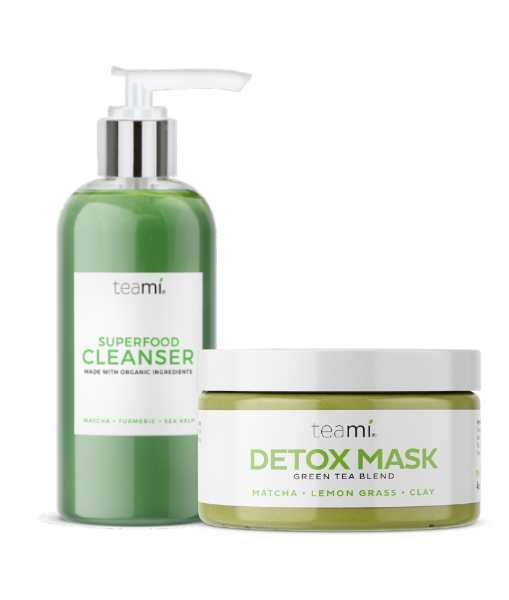 teami®
SUPERFOOD
CLEANSER
MADE WITH ORGANIC INGREDIENTS
MATCHA • TURMERIC • SEA KELP
teami®
DETOX MASK
GREEN TEA BLEND
MATCHA • LEMON GRASS • CLAY